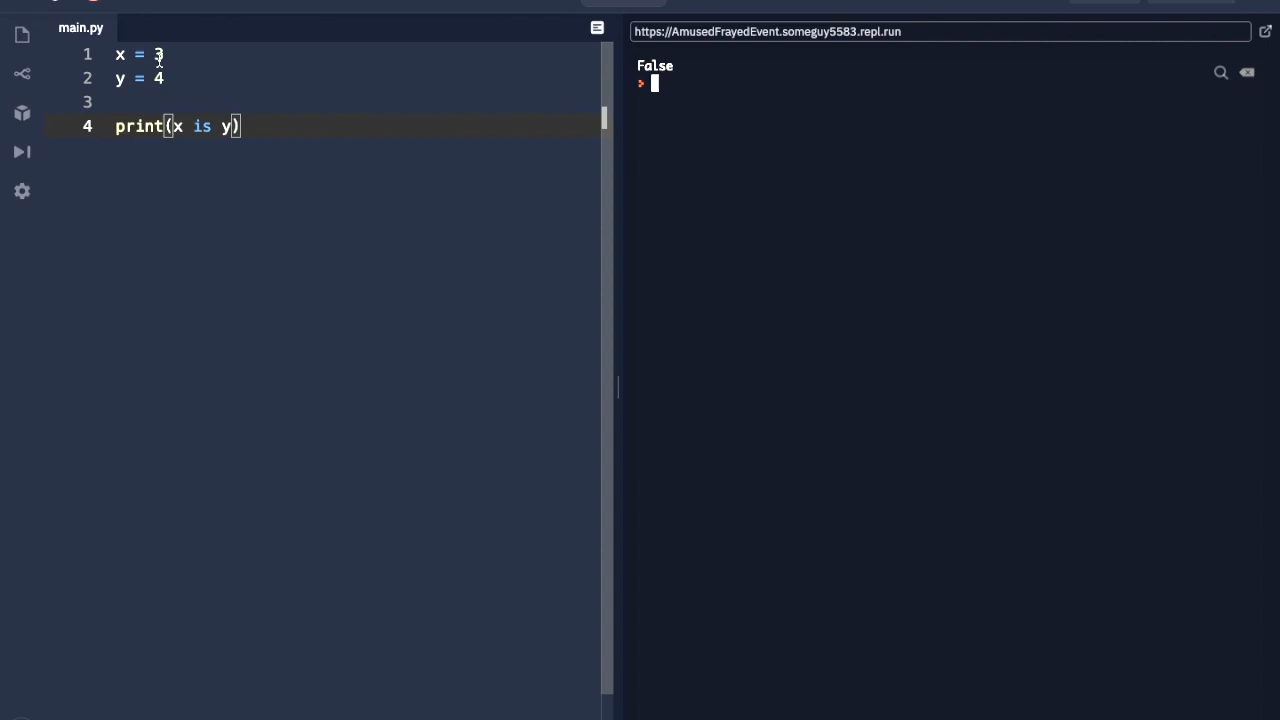 main.py
1 x = 3
2 y = 4
3
4 print(x is y)
https://AmusedFrayedEvent.someguy5583.repl.run
False